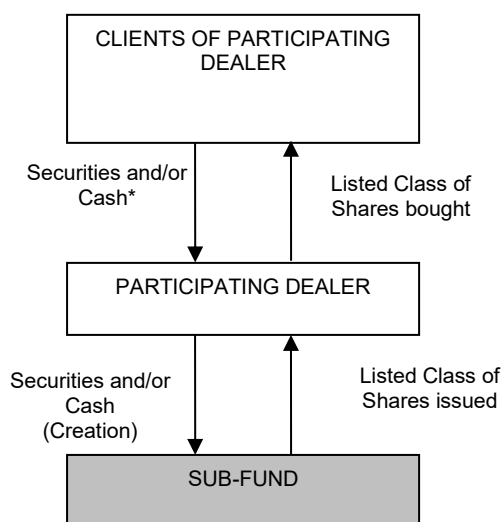 CLIENTS OF PARTICIPATING
DEALER
Securities and/or
Cash*
Listed Class of
Shares bought
PARTICIPATING DEALER
Securities and/or
Cash
(Creation)
Listed Class of
Shares issued
SUB-FUND